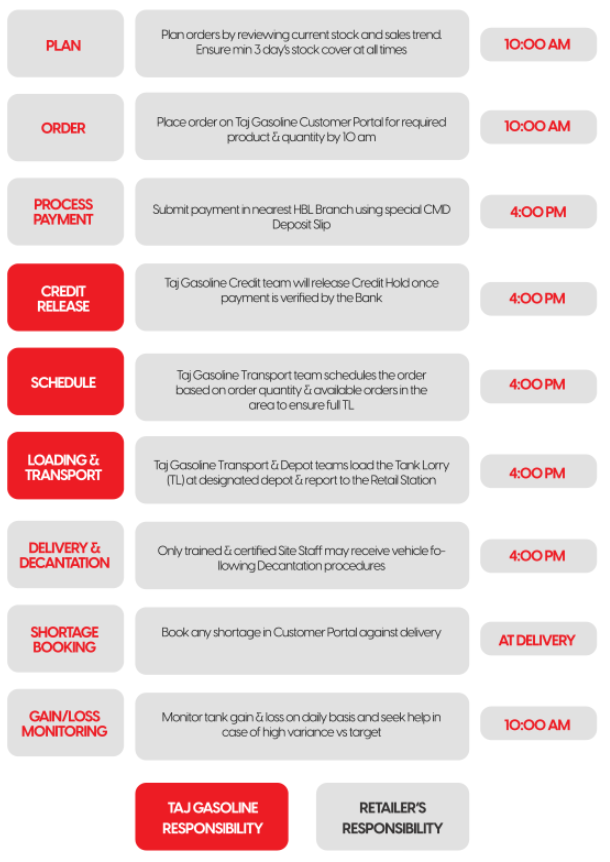 PLAN
Plan orders by reviewing current stock and sales trend.
Ensure min 3 day's stock cover at all times
10:00 AM
ORDER
Place order on Taj Gasoline Customer Portal for required
product & quantity by 10 am
10:00 AM
PROCESS
PAYMENT
Submit payment in nearest HBL Branch using special CMD
Deposit Slip
4:00 PM
CREDIT
RELEASE
Taj Gasoline Credit team will release Credit Hold once
payment is verified by the Bank
4:00 PM
SCHEDULE
Taj Gasoline Transport team schedules the order
based on order quantity & available orders in the
area to ensure full TL
4:00 PM
LOADING &
TRANSPORT
Taj Gasoline Transport & Depot teams load the Tank Lorry
(TL) at designated depot & report to the Retail Station
4:00 PM
DELIVERY &
DECANTATION
Only trained & certified Site Staff may receive vehicle fo-
llowing Decantation procedures
4:00 PM
SHORTAGE
BOOKING
Book any shortage in Customer Portal against delivery
AT DELIVERY
GAIN/LOSS
MONITORING
Monitor tank gain & loss on daily basis and seek help in
case of high variance vs target
10:00 AM
TAJ GASOLINE
RESPONSIBILITY
RETAILER'S
RESPONSIBILITY